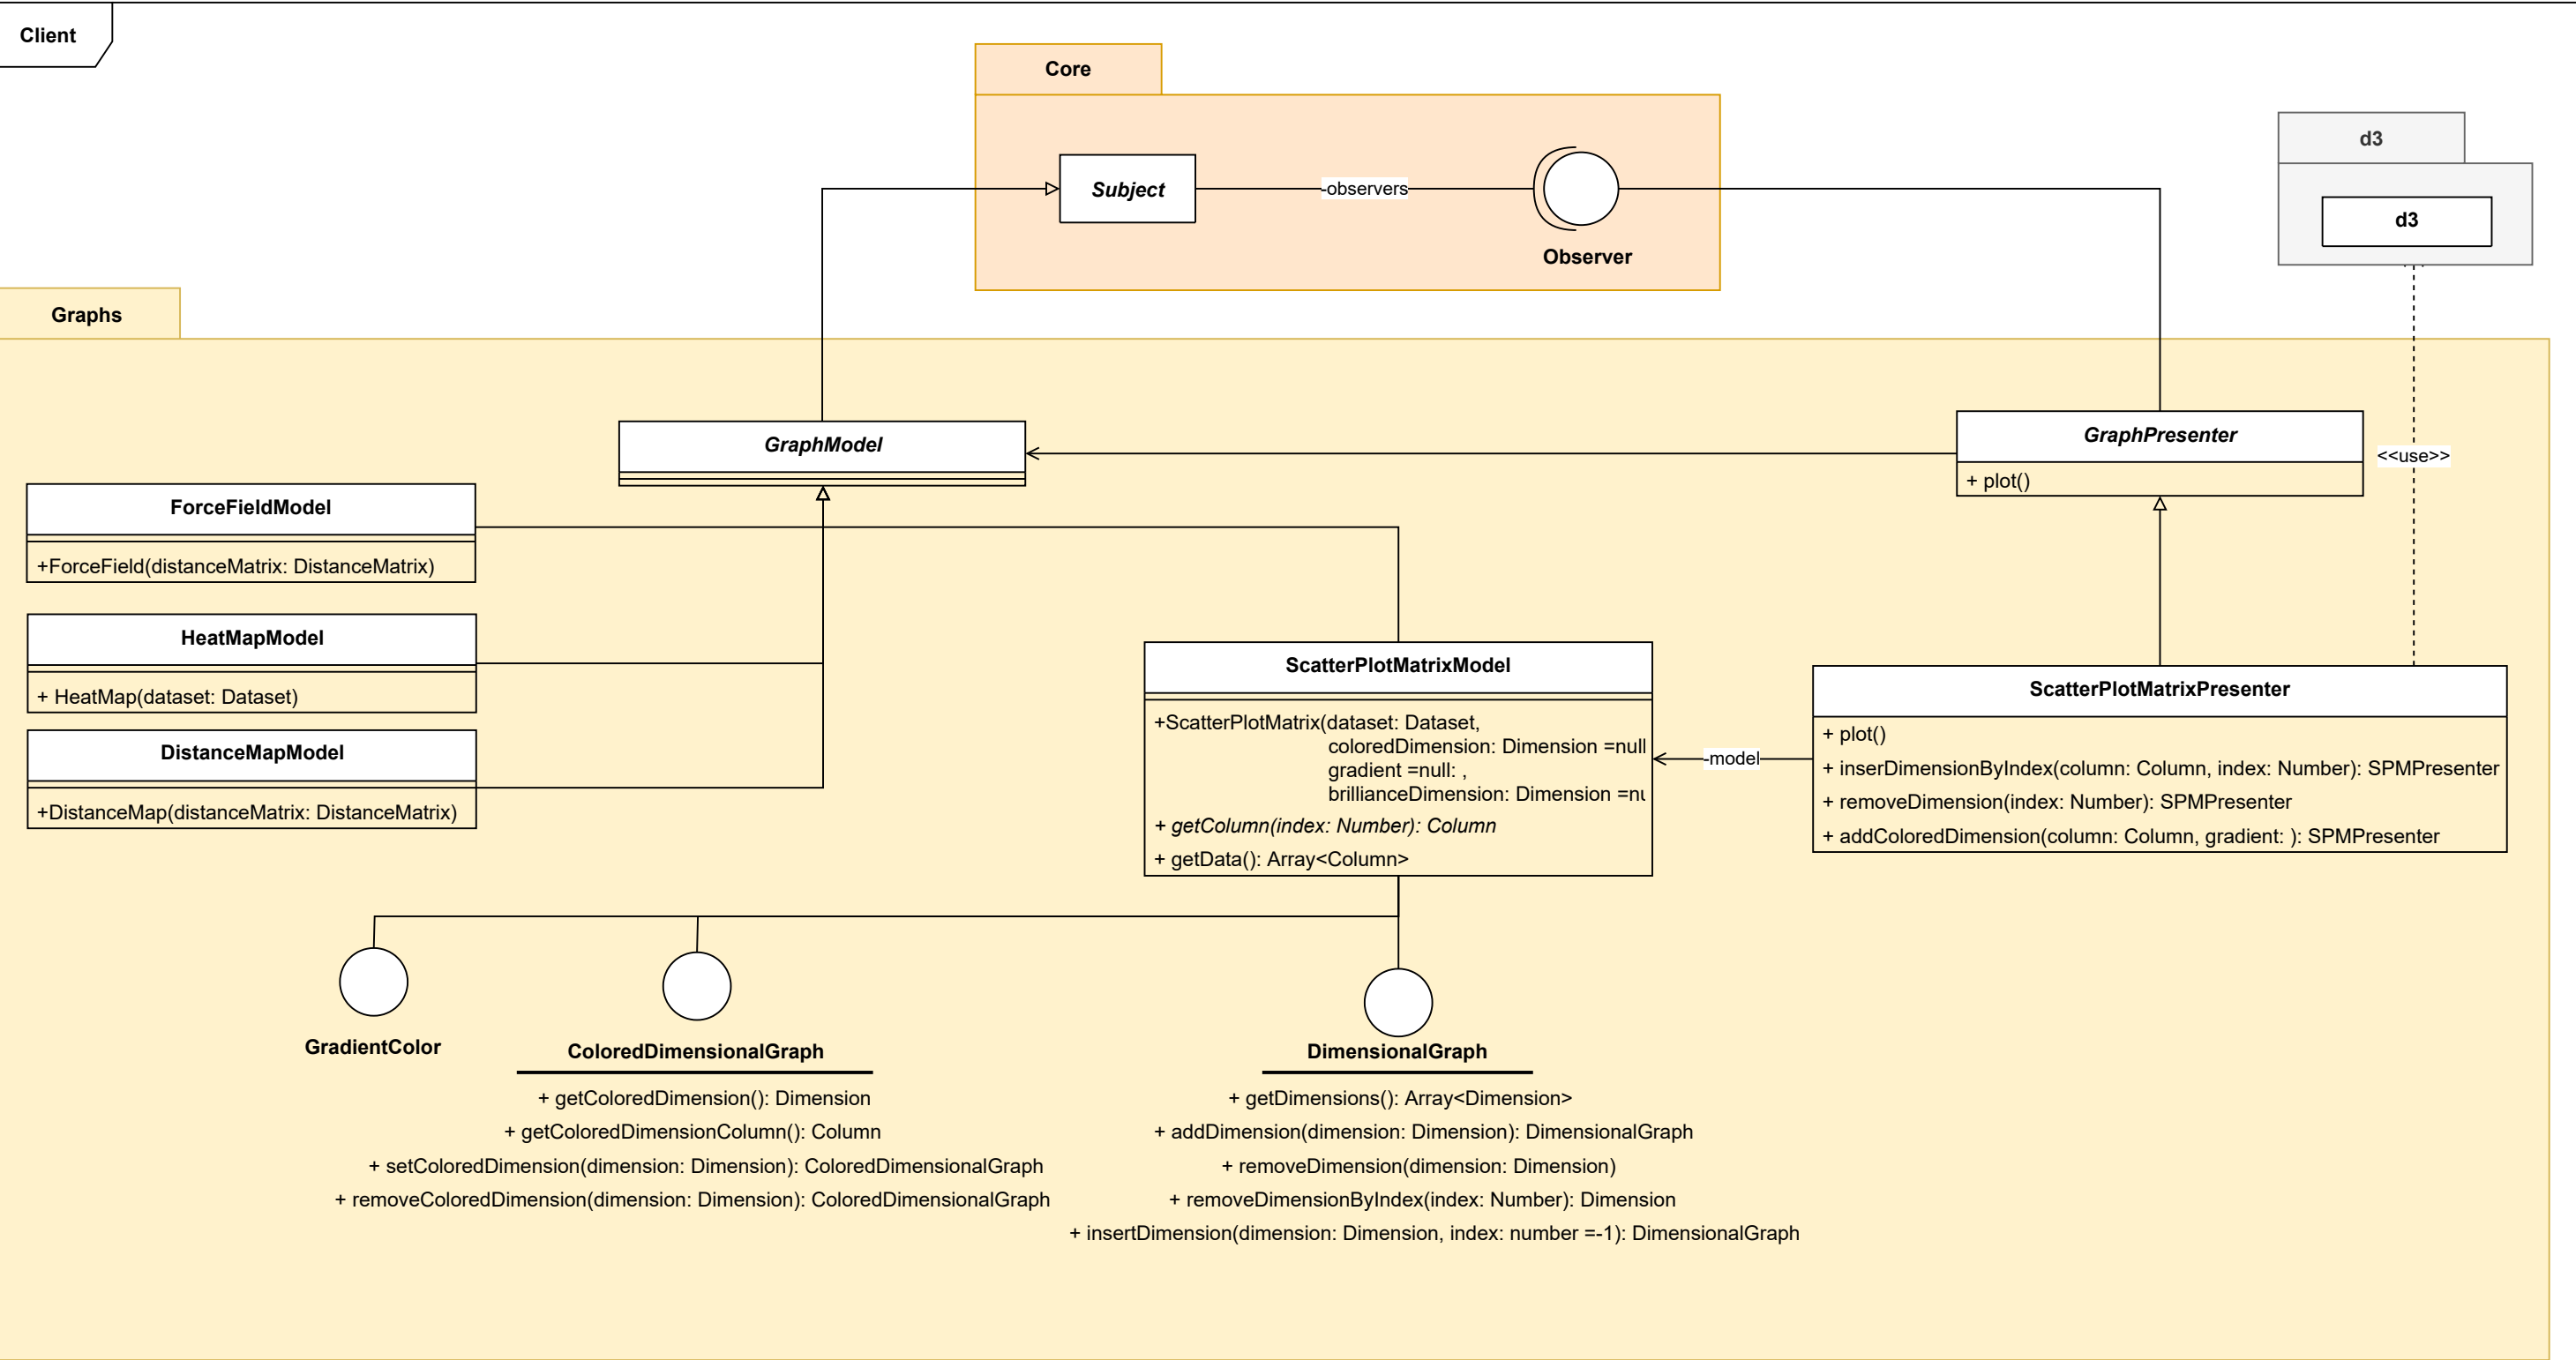 Client
Core
Subject
-observers
Observer
d3
d3
Graphs
GraphModel
GraphPresenter
+ plot()
<<use>>
ForceFieldModel
+ForceField(distanceMatrix: DistanceMatrix)
HeatMapModel
+ HeatMap(dataset: Dataset)
DistanceMapModel
+DistanceMap(distanceMatrix: DistanceMatrix)
ScatterPlotMatrixModel
+ScatterPlotMatrix(dataset: Dataset,
coloredDimension: Dimension =null
gradient =null: ,
brillianceDimension: Dimension =nu
+ getColumn(index: Number): Column
+ getData(): Array<Column>
-model
ScatterPlotMatrixPresenter
+ plot()
+ inserDimensionByIndex(column: Column, index: Number): SPMPresenter
+ removeDimension(index: Number): SPMPresenter
+ addColoredDimension(column: Column, gradient: ): SPMPresenter
GradientColor
ColoredDimensionalGraph
+ getColoredDimension(): Dimension
+ getColoredDimensionColumn(): Column
+ setColoredDimension(dimension: Dimension): ColoredDimensionalGraph
+ removeColoredDimension(dimension: Dimension): ColoredDimensionalGraph
DimensionalGraph
+ getDimensions(): Array<Dimension>
+ addDimension(dimension: Dimension): DimensionalGraph
+ removeDimension(dimension: Dimension)
+ removeDimensionByIndex(index: Number): Dimension
+ insertDimension(dimension: Dimension, index: number =-1): DimensionalGraph